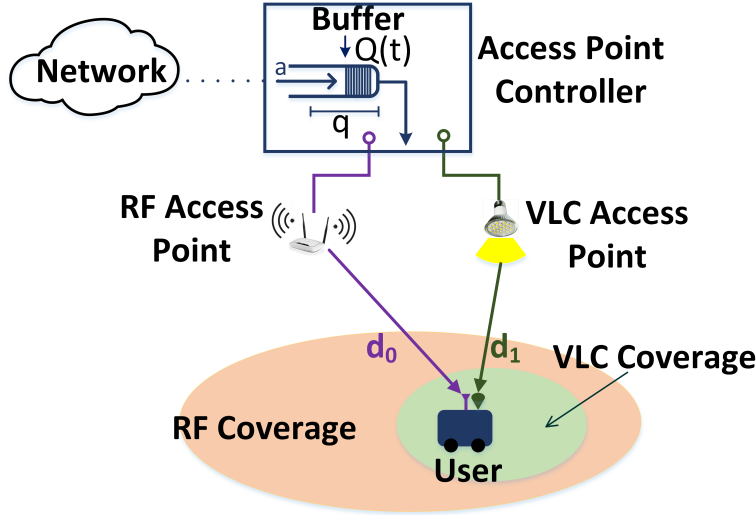 Buffer
Q(t)
Network
a
q
Access Point
Controller
RF Access
Point
VLC Access
Point
d₀
d₁
VLC Coverage
RF Coverage
User